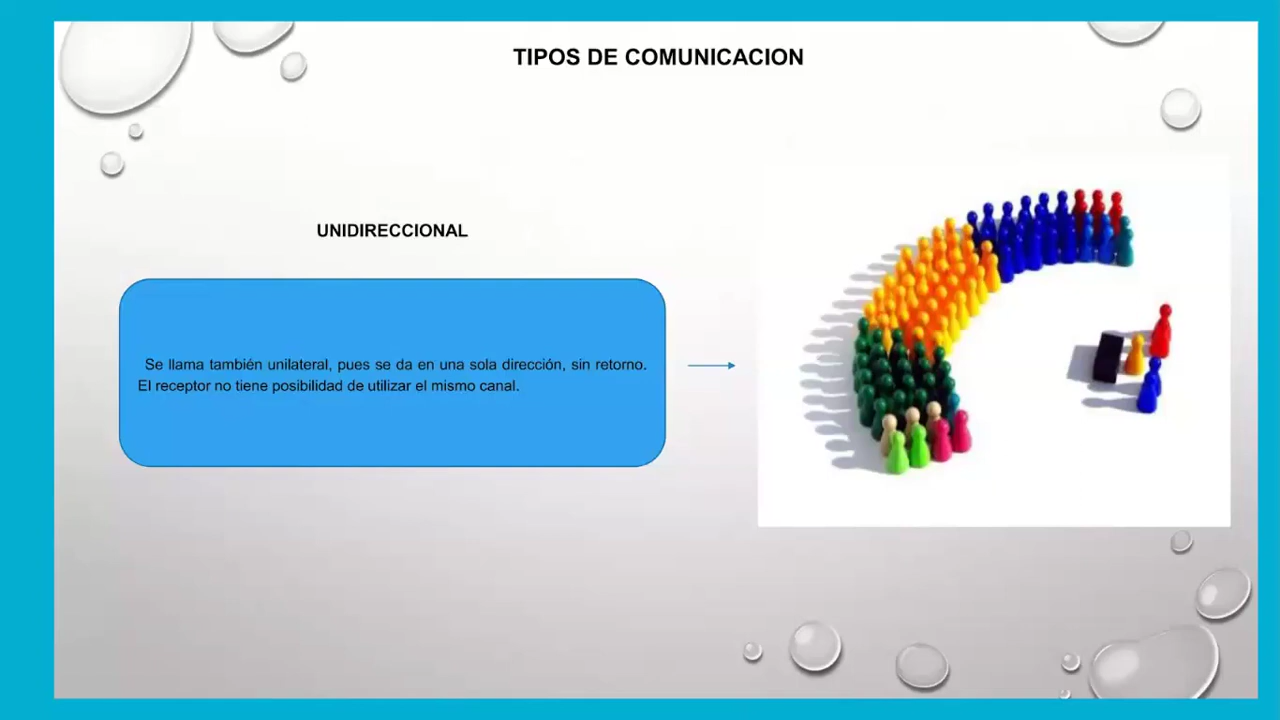 TIPOS DE COMUNICACION
UNIDIRECCIONAL
Se llama también unilateral, pues se da en una sola dirección, sin retorno.
El receptor no tiene posibilidad de utilizar el mismo canal.